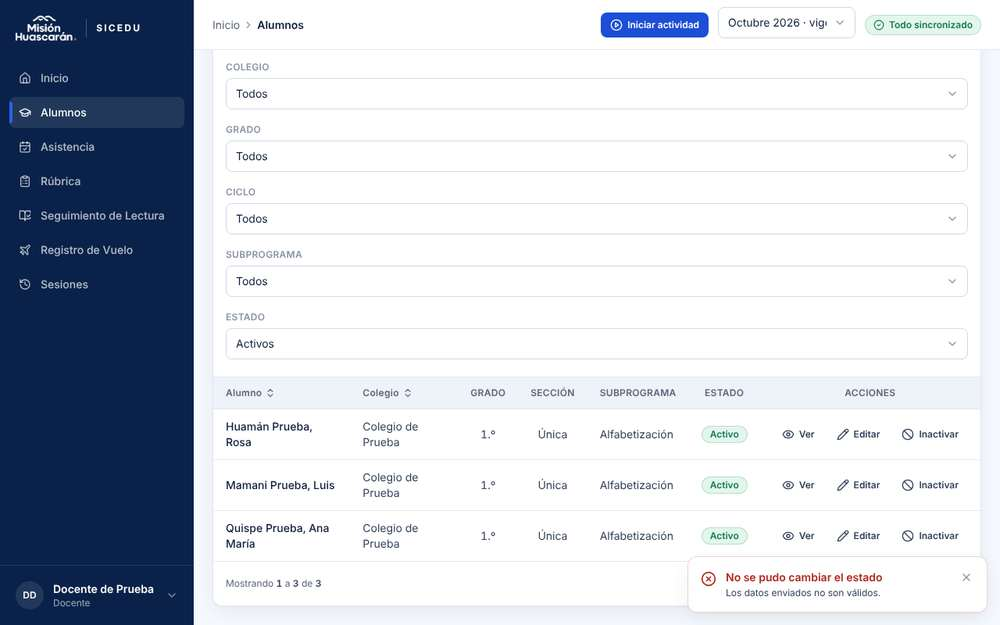 Misión
Huascarán.
SICEDU
Inicio
Alumnos
Asistencia
Rúbrica
Seguimiento de Lectura
Registro de Vuelo
Sesiones
DD
Docente de Prueba
Docente
Inicio > Alumnos
Iniciar actividad
Octubre 2026 · vige
Todo sincronizado
COLEGIO
Todos
GRADO
Todos
CICLO
Todos
SUBPROGRAMA
Todos
ESTADO
Activos
Alumno Colegio GRADO SECCIÓN SUBPROGRAMA ESTADO ACCIONES
Huamán Prueba, Rosa Colegio de Prueba 1.º Única Alfabetización Activo Ver Editar Inactivar
Mamani Prueba, Luis Colegio de Prueba 1.º Única Alfabetización Activo Ver Editar Inactivar
Quispe Prueba, Ana María Colegio de Prueba 1.º Única Alfabetización Activo Ver Editar Inactivar
Mostrando 1 a 3 de 3
No se pudo cambiar el estado
Los datos enviados no son válidos.